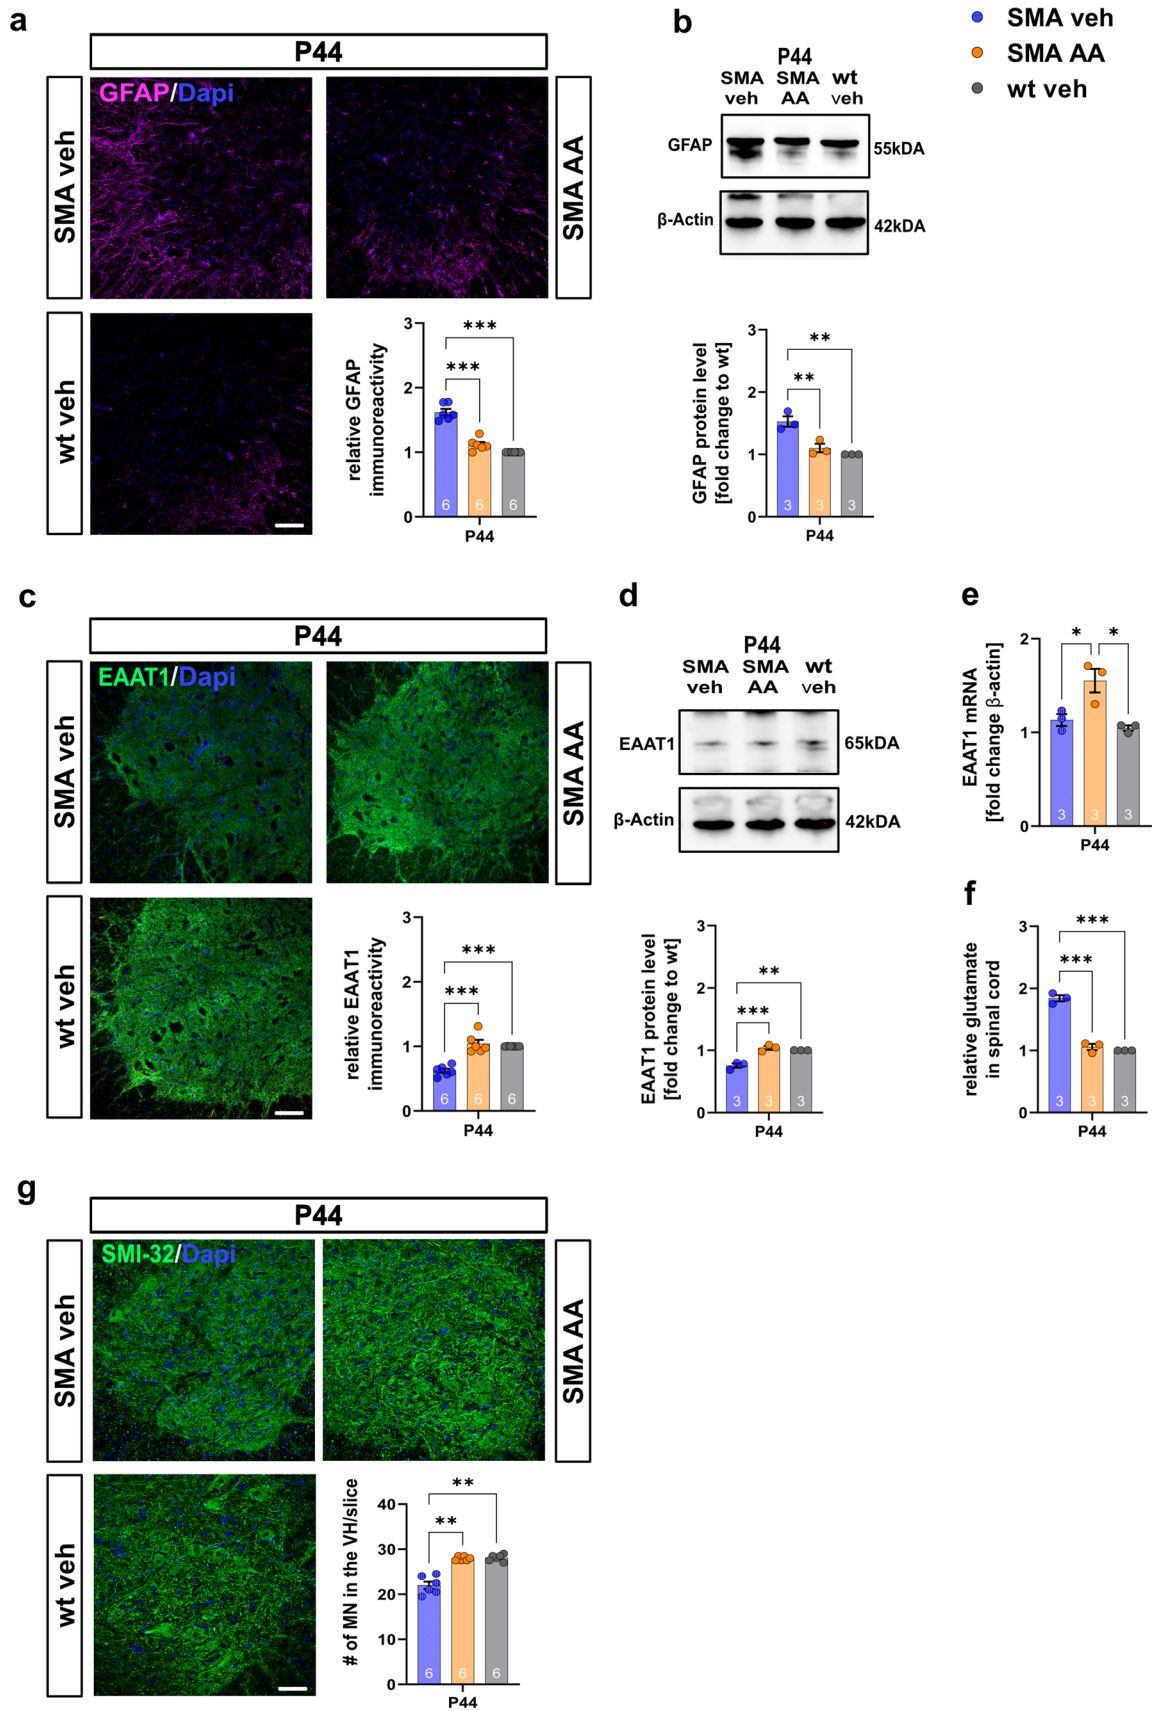 a
P44
SMA veh
GFAP/Dapi
SMA AA
wt veh
relative GFAP
immunoreactivity
3
2
1
0
***
***
6 6 6
P44
b
P44
SMA SMA wt
veh AA veh
GFAP
55kDA
β-Actin
42kDA
GFAP protein level
[fold change to wt]
3
2
1
0
**
**
3 3 3
P44
SMA veh
SMA AA
wt veh
c
P44
SMA veh
EAAT1/Dapi
SMA AA
wt veh
relative EAAT1
immunoreactivity
3
2
1
0
***
***
6 6 6
P44
d
P44
SMA SMA wt
veh AA veh
EAAT1
65kDA
β-Actin
42kDA
EAAT1 protein level
[fold change to wt]
3
2
1
0
**
***
3 3 3
P44
e
EAAT1 mRNA
[fold change β-actin]
2
1
0
* *
3 3 3
P44
f
relative glutamate
in spinal cord
3
2
1
0
***
***
3 3 3
P44
g
P44
SMA veh
SMI-32/Dapi
SMA AA
wt veh
# of MN in the VH/slice
40
30
20
10
0
**
**
6 6 6
P44